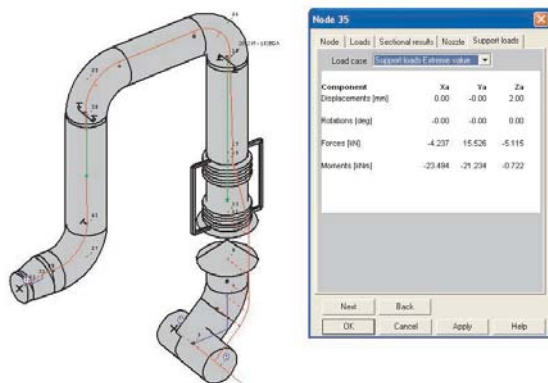 Node 35
Node Loads Sectional results Nozzle Support loads
Load case Support loads Extreme value
Component Xa Ya Za
Displacements [mm] 0.00 -0.00 2.00
Rotations [deg] -0.00 -0.00 0.00
Forces [kN] -4.237 15.526 -5.115
Moments [kNm] -23.494 -21.234 -0.722
Next Back
OK Cancel Apply Help